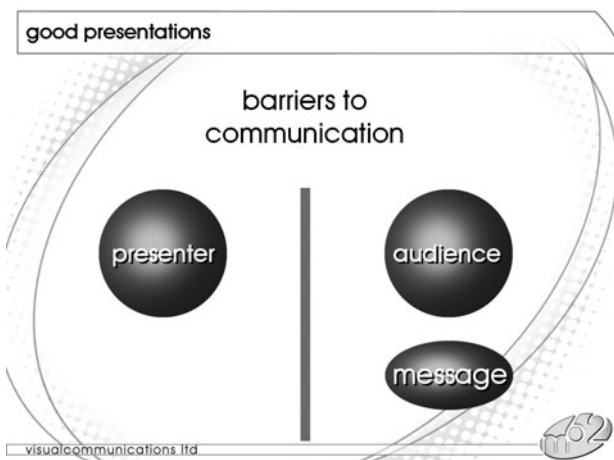 good presentations
barriers to
communication
presenter
audience
message
visualcommunications ltd
m62